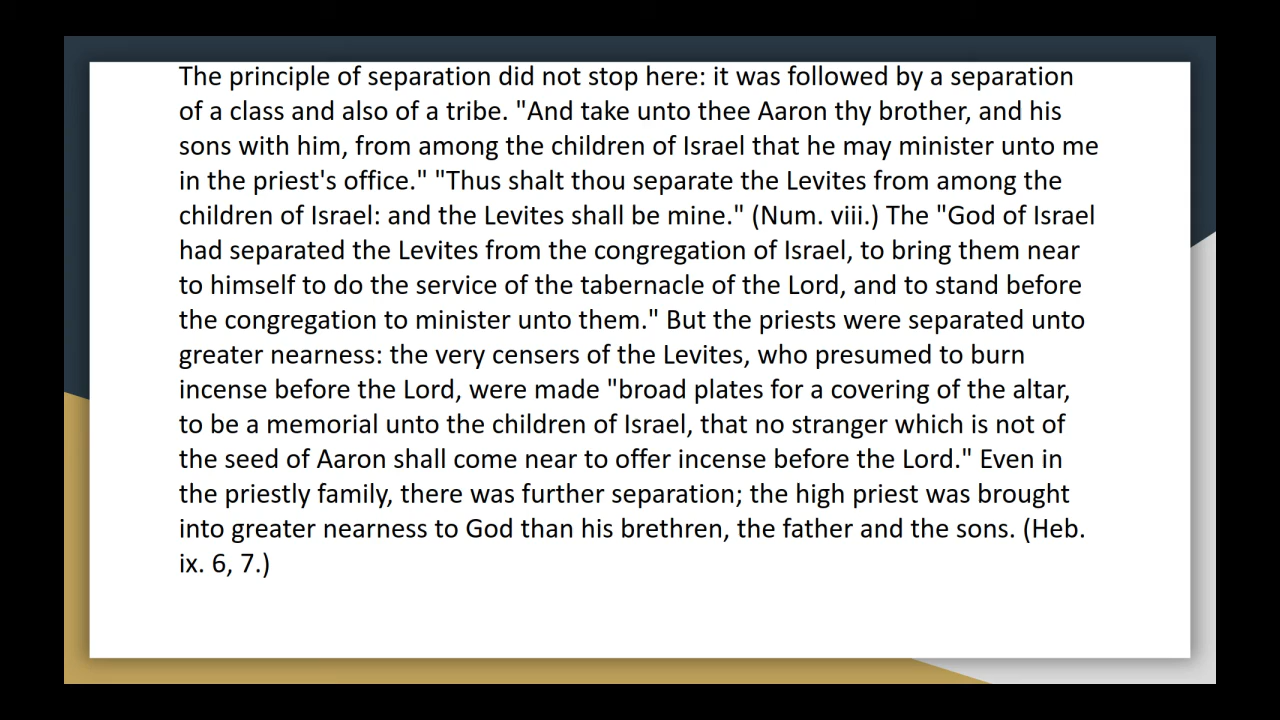 The principle of separation did not stop here: it was followed by a separation
of a class and also of a tribe. "And take unto thee Aaron thy brother, and his
sons with him, from among the children of Israel that he may minister unto me
in the priest's office." "Thus shalt thou separate the Levites from among the
children of Israel: and the Levites shall be mine." (Num. viii.) The "God of Israel
had separated the Levites from the congregation of Israel, to bring them near
to himself to do the service of the tabernacle of the Lord, and to stand before
the congregation to minister unto them." But the priests were separated unto
greater nearness: the very censers of the Levites, who presumed to burn
incense before the Lord, were made "broad plates for a covering of the altar,
to be a memorial unto the children of Israel, that no stranger which is not of
the seed of Aaron shall come near to offer incense before the Lord." Even in
the priestly family, there was further separation; the high priest was brought
into greater nearness to God than his brethren, the father and the sons. (Heb.
ix. 6, 7.)